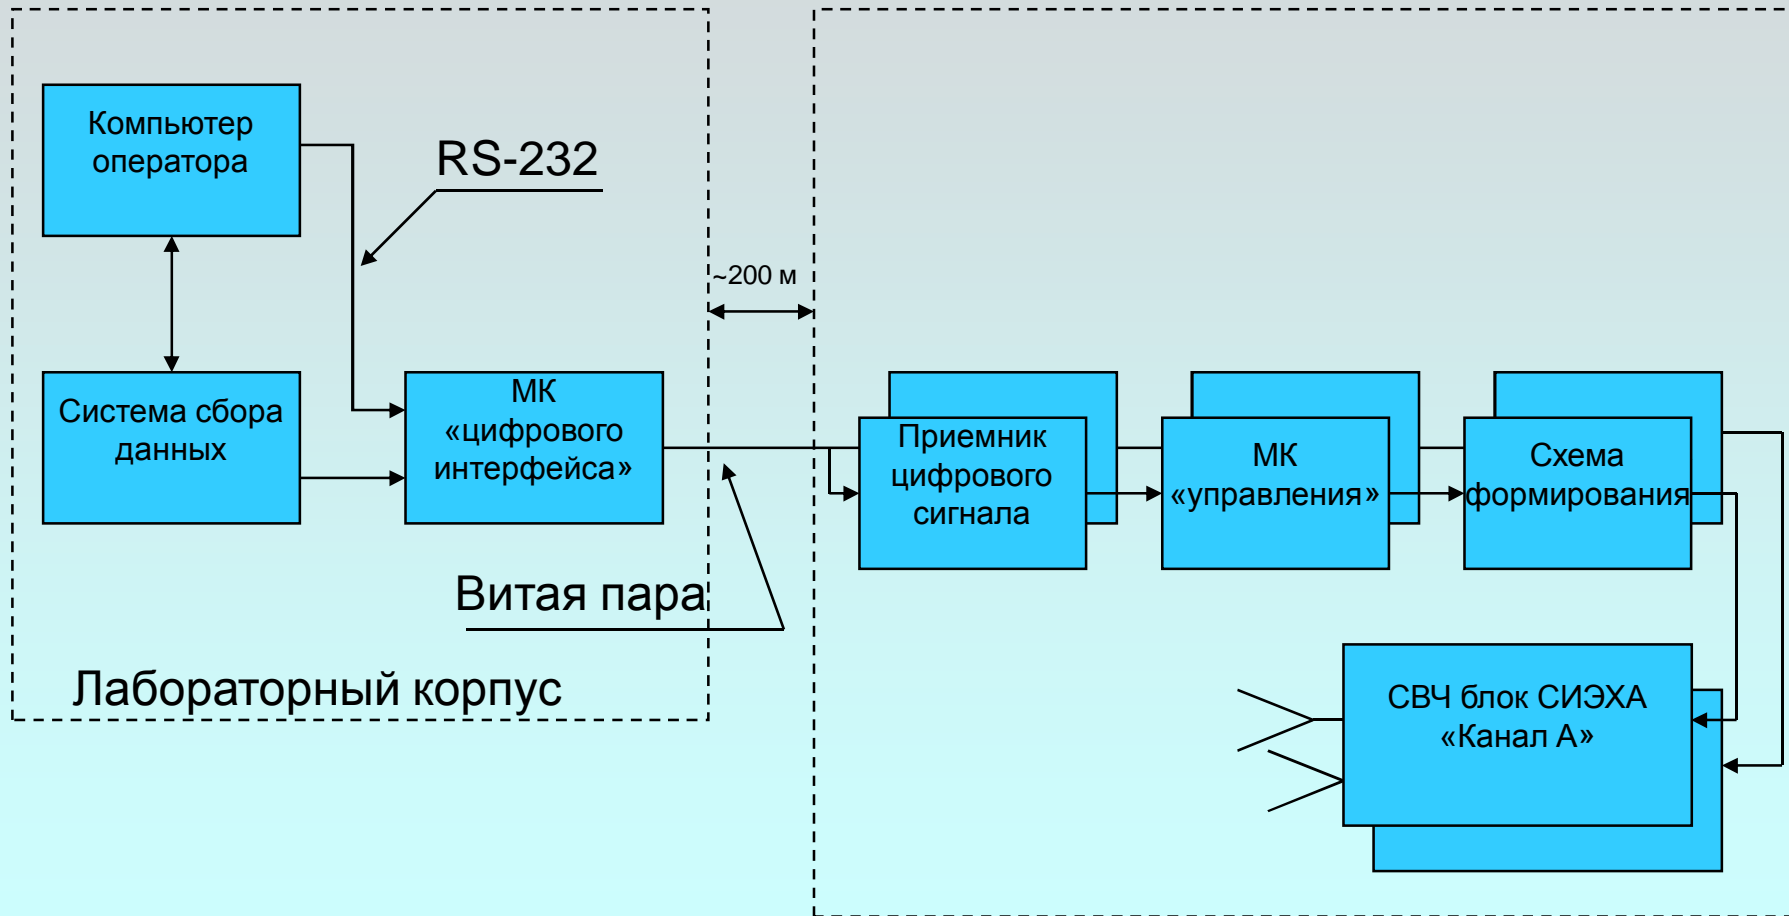 Компьютер
оператора
RS-232
~200 м
Система сбора
данных
МК
«цифрового
интерфейса»
Приемник
цифрового
сигнала
МК
«управления»
Схема
формирования
Витая пара
Лабораторный корпус
СВЧ блок СИЭХА
«Канал А»